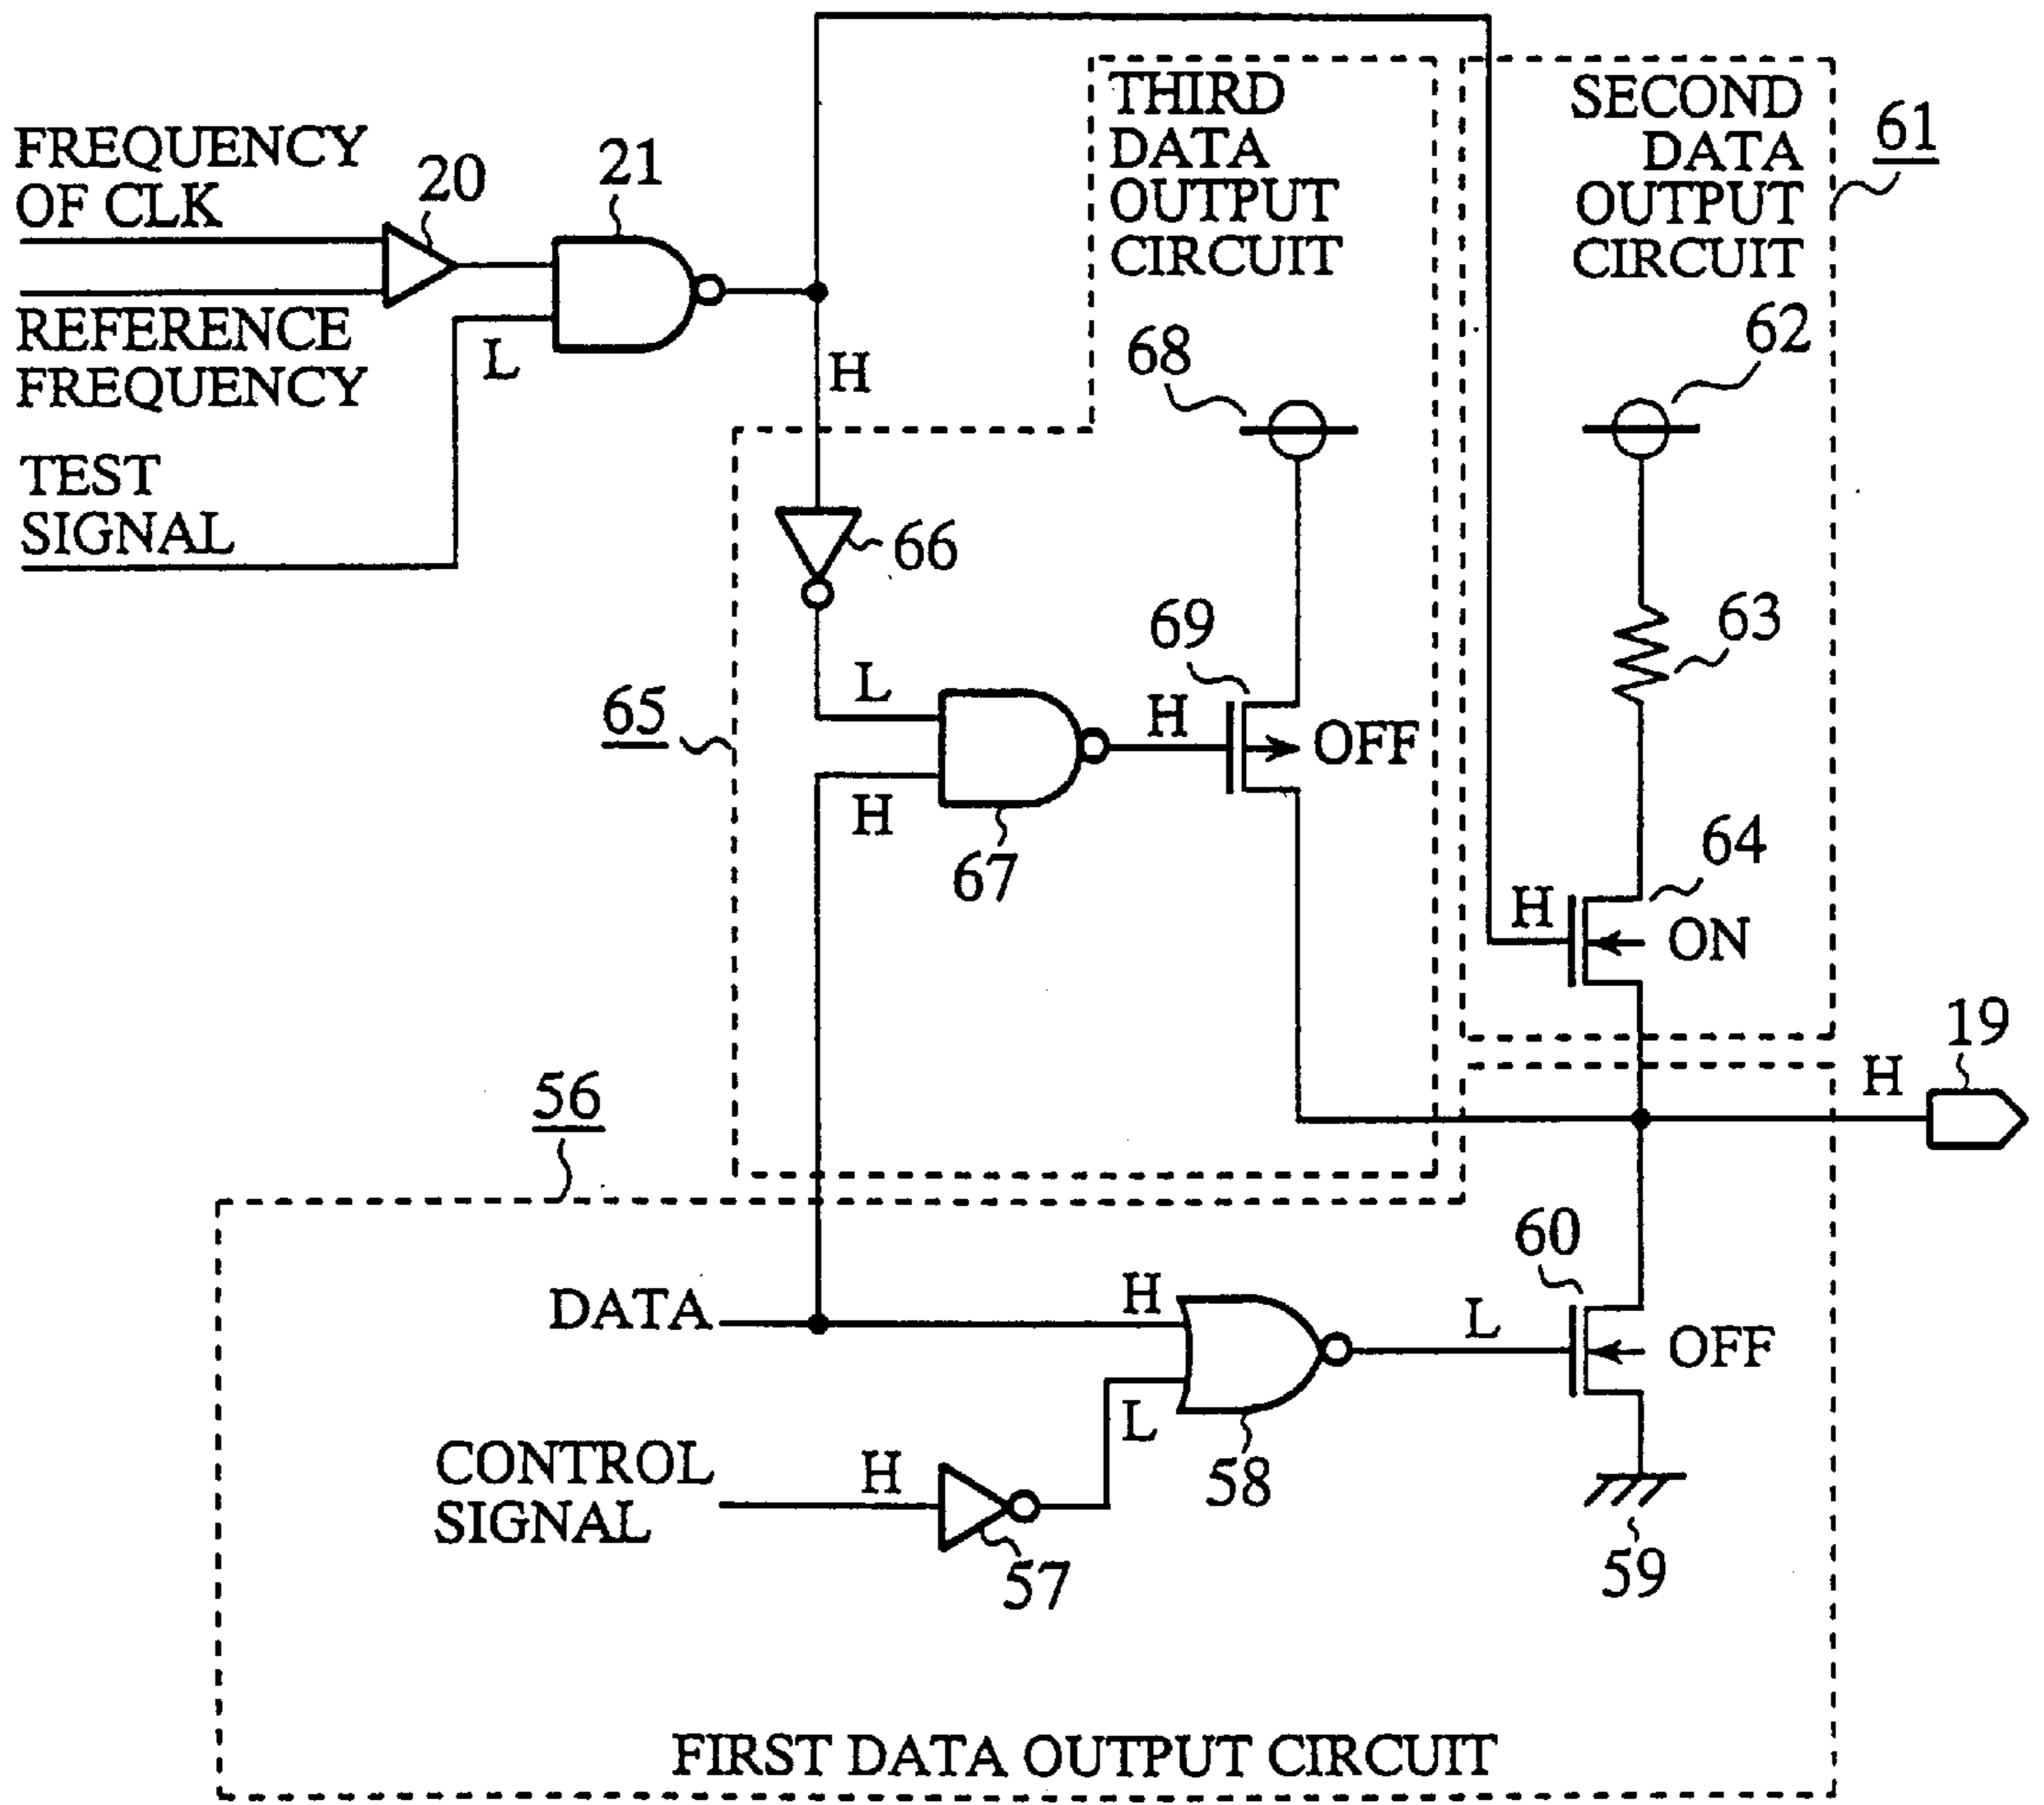 FREQUENCY
OF CLK
20
21
REFERENCE
FREQUENCY
L
H
TEST
SIGNAL
THIRD
DATA
OUTPUT
CIRCUIT
SECOND
DATA
OUTPUT
CIRCUIT
61
68
62
66
69
63
65
L
H
OFF
H
67
64
H
ON
19
H
56
60
DATA
H
L
OFF
L
CONTROL
SIGNAL
H
58
57
59
FIRST DATA OUTPUT CIRCUIT